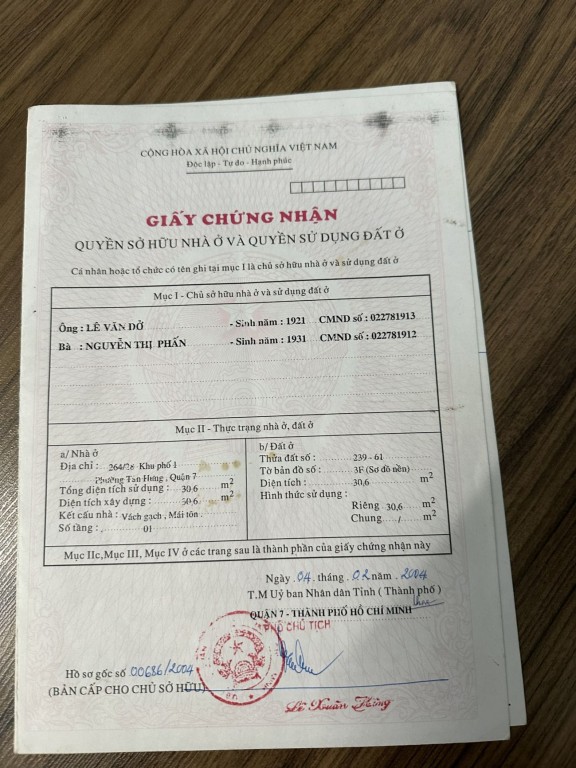 CỘNG HÒA XÃ HỘI CHỦ NGHĨA VIỆT NAM
Độc lập - Tự do - Hạnh phúc
GIẤY CHỨNG NHẬN
QUYỀN SỞ HỮU NHÀ Ở VÀ QUYỀN SỬ DỤNG ĐẤT Ở
Cá nhân hoặc tổ chức có tên ghi tại mục I là chủ sở hữu nhà ở và sử dụng đất ở
Mục I - Chủ sở hữu nhà ở và sử dụng đất ở
Ông : LÊ VĂN DỞ - Sinh năm : 1921 CMND số : 022781913
Bà : NGUYỄN THỊ PHẤN - Sinh năm : 1931 CMND số : 022781912
Mục II - Thực trạng nhà ở, đất ở
a/ Nhà ở
Địa chỉ : 264/28 Khu phố 1
Phường Tân Hưng, Quận 7
Tổng diện tích sử dụng : 30,6 m2
Diện tích xây dựng : 30,6 m2
Kết cấu nhà : Vách gạch, Mái tôn
Số tầng : 01
b/ Đất ở
Thửa đất số : 239 - 61
Tờ bản đồ số : 3F (Sơ đồ nền)
Diện tích : 30,6 m2
Hình thức sử dụng :
Riêng 30,6 m2
Chung / m2
Mục IIc, Mục III, Mục IV ở các trang sau là thành phần của giấy chứng nhận này
Ngày 04 tháng 02 năm 2004
T.M Uỷ ban Nhân dân Tỉnh ( Thành phố )
QUẬN 7 - THÀNH PHỐ HỒ CHÍ MINH
PHÓ CHỦ TỊCH
Hồ sơ gốc số 00686/2004
(BẢN CẤP CHO CHỦ SỞ HỮU)
Lê Xuân